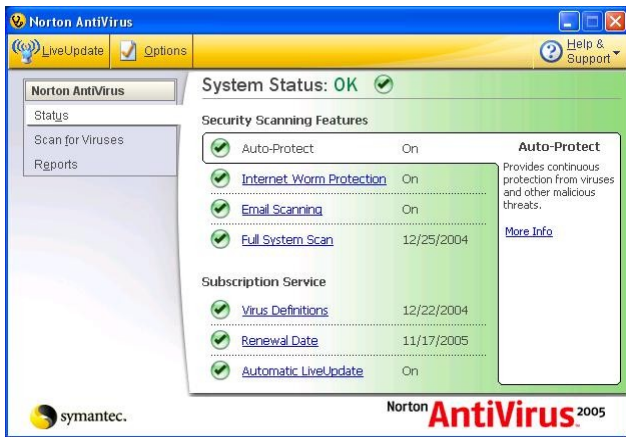 Norton AntiVirus
LiveUpdate Options Help & Support
Norton AntiVirus
Status
Scan for Viruses
Reports
System Status: OK
Security Scanning Features
Auto-Protect On
Internet Worm Protection On
Email Scanning On
Full System Scan 12/25/2004
Subscription Service
Virus Definitions 12/22/2004
Renewal Date 11/17/2005
Automatic LiveUpdate On
Auto-Protect
Provides continuous
protection from viruses
and other malicious
threats.
More Info
symantec.
Norton AntiVirus 2005